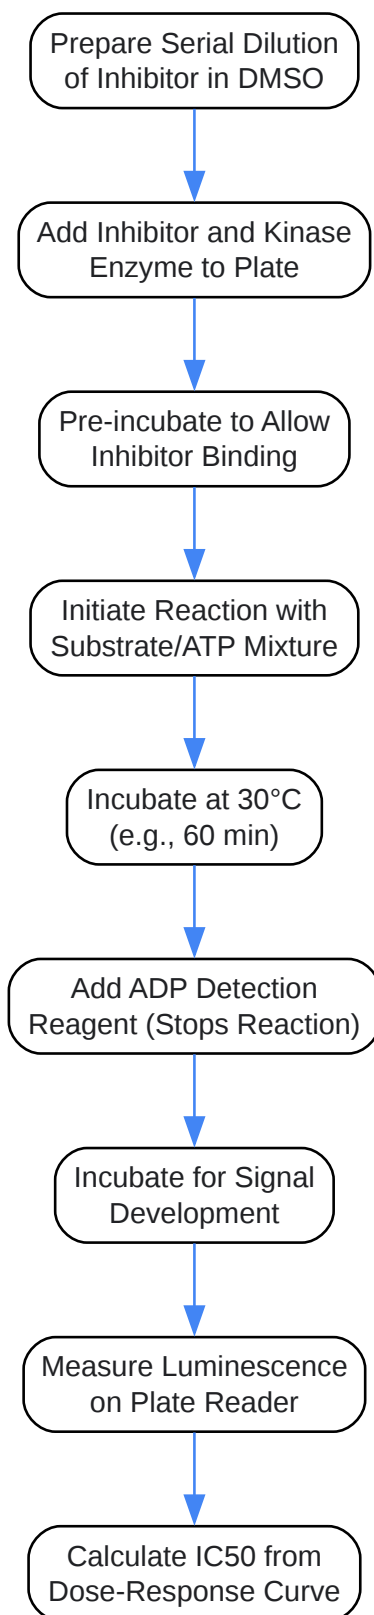 Prepare Serial Dilution
of Inhibitor in DMSO
Add Inhibitor and Kinase
Enzyme to Plate
Pre-incubate to Allow
Inhibitor Binding
Initiate Reaction with
Substrate/ATP Mixture
Incubate at 30°C
(e.g., 60 min)
Add ADP Detection
Reagent (Stops Reaction)
Incubate for Signal
Development
Measure Luminescence
on Plate Reader
Calculate IC50 from
Dose-Response Curve